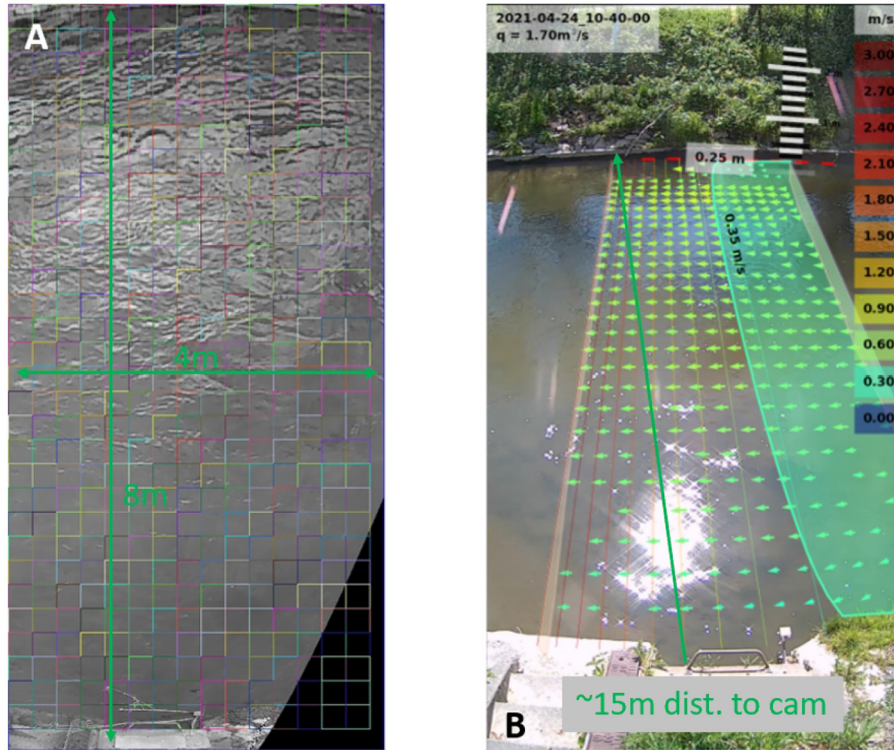 A
4m
8m
2021-04-24_10-40-00
q = 1.70m³/s
m/s
3.00
2.70
2.40
2.10
1.80
1.50
1.20
0.90
0.60
0.30
0.00
0.25 m
0.35 m/s
~15m dist. to cam
B